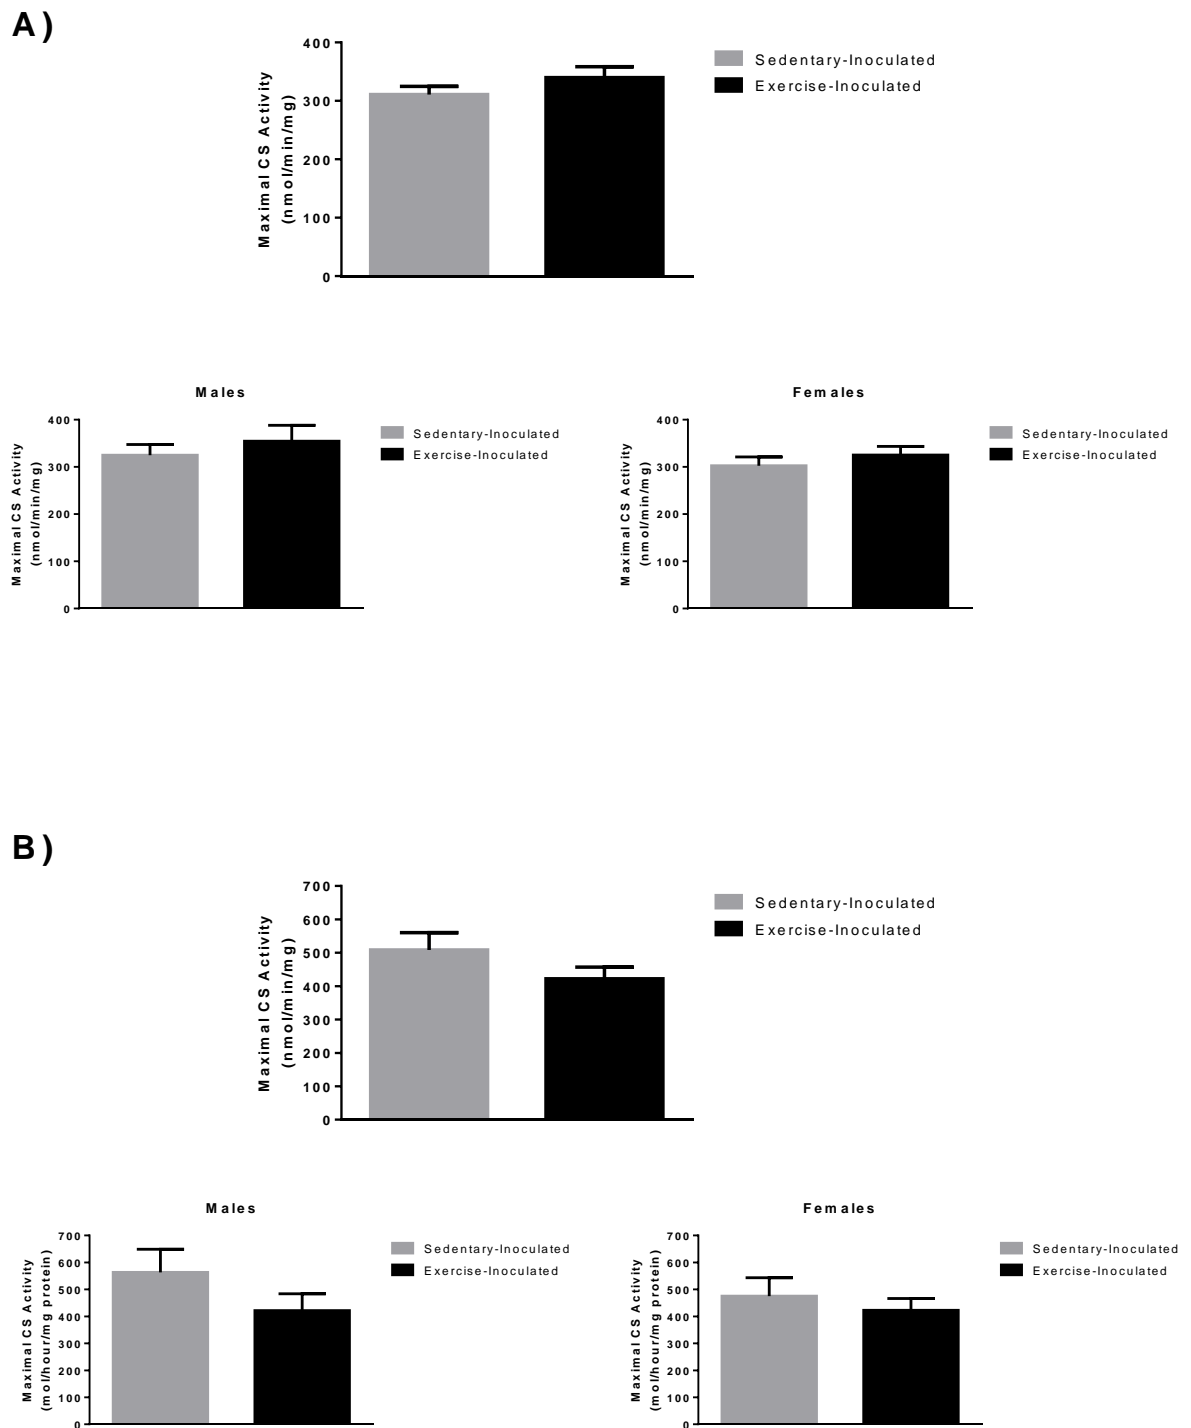 A)
Maximal CS Activity
(nmol/min/mg)
400
300
200
100
0
Sedentary-Inoculated
Exercise-Inoculated
Males
Maximal CS Activity
(nmol/min/mg)
400
300
200
100
0
Sedentary-Inoculated
Exercise-Inoculated
Females
Maximal CS Activity
(nmol/min/mg)
400
300
200
100
0
Sedentary-Inoculated
Exercise-Inoculated
B)
Maximal CS Activity
(nmol/min/mg)
700
600
500
400
300
200
100
0
Sedentary-Inoculated
Exercise-Inoculated
Males
Maximal CS Activity
(mol/hour/mg protein)
700
600
500
400
300
200
100
0
Sedentary-Inoculated
Exercise-Inoculated
Females
Maximal CS Activity
(mol/hour/mg protein)
700
600
500
400
300
200
100
0
Sedentary-Inoculated
Exercise-Inoculated